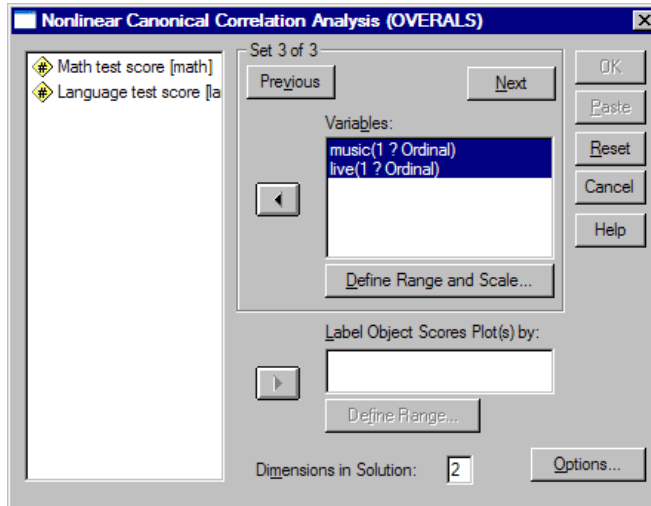 Nonlinear Canonical Correlation Analysis (OVERALS)
Math test score [math]
Language test score [la
Set 3 of 3
Previous
Next
Variables:
music(1 ? Ordinal)
live(1 ? Ordinal)
Define Range and Scale...
Label Object Scores Plot(s) by:
Define Range...
Dimensions in Solution: 2
Options...
OK
Paste
Reset
Cancel
Help